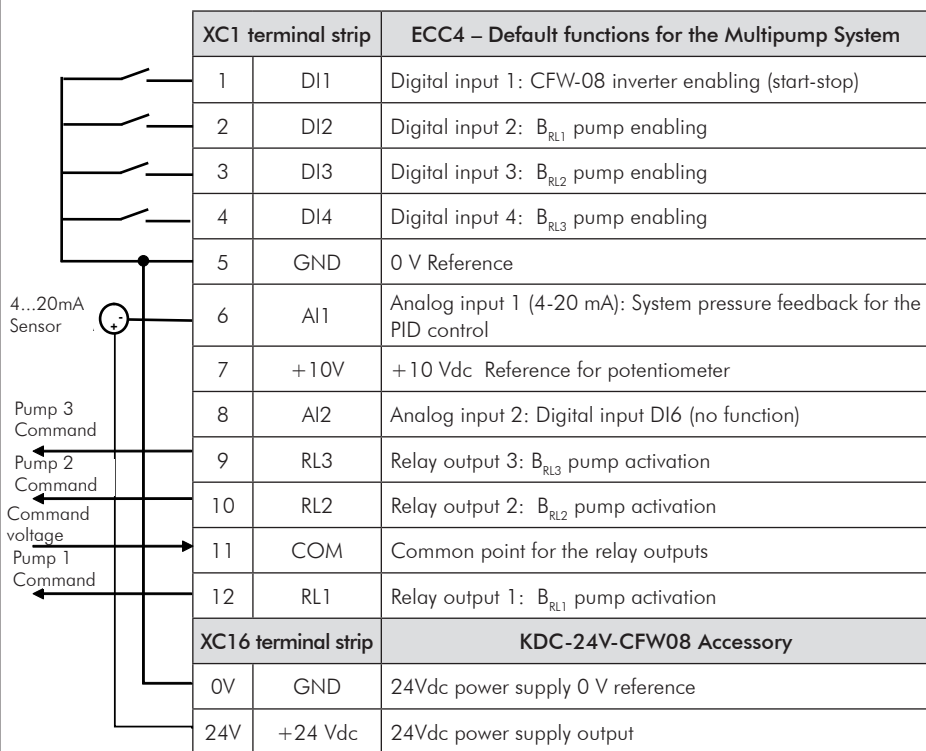 XC1 terminal strip ECC4 – Default functions for the Multipump System
1 DI1 Digital input 1: CFW-08 inverter enabling (start-stop)
2 DI2 Digital input 2: B_RL1 pump enabling
3 DI3 Digital input 3: B_RL2 pump enabling
4 DI4 Digital input 4: B_RL3 pump enabling
5 GND 0 V Reference
4...20mA
Sensor
- +
6 AI1 Analog input 1 (4-20 mA): System pressure feedback for the
PID control
7 +10V +10 Vdc Reference for potentiometer
8 AI2 Analog input 2: Digital input DI6 (no function)
Pump 3
Command
9 RL3 Relay output 3: B_RL3 pump activation
Pump 2
Command
10 RL2 Relay output 2: B_RL2 pump activation
Command
voltage
11 COM Common point for the relay outputs
Pump 1
Command
12 RL1 Relay output 1: B_RL1 pump activation
XC16 terminal strip KDC-24V-CFW08 Accessory
0V GND 24Vdc power supply 0 V reference
24V +24 Vdc 24Vdc power supply output